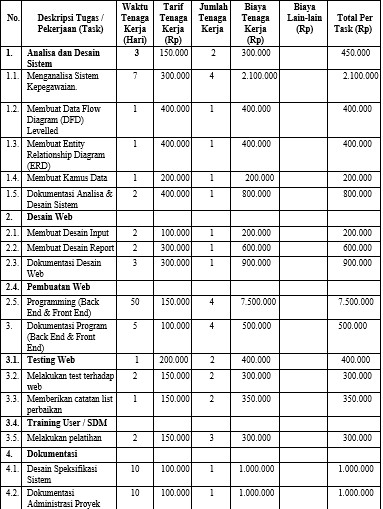 No. Deskripsi Tugas / Pekerjaan (Task) Waktu Tenaga Kerja (Hari) Tarif Tenaga Kerja (Rp) Jumlah Tenaga Kerja Biaya Tenaga Kerja (Rp) Biaya Lain-lain (Rp) Total Per Task (Rp)
1. Analisa dan Desain Sistem 3 150.000 2 300.000 450.000
1.1. Menganalisa Sistem Kepegawaian. 7 300.000 4 2.100.000 2.100.000
1.2. Membuat Data Flow Diagram (DFD) Levelled 1 400.000 1 400.000 400.000
1.3. Membuat Entity Relationship Diagram (ERD) 1 400.000 1 400.000 400.000
1.4. Membuat Kamus Data 1 200.000 1 200.000 200.000
1.5. Dokumentasi Analisa & Desain Sistem 2 400.000 1 800.000 800.000
2. Desain Web
2.1. Membuat Desain Input 2 100.000 1 200.000 200.000
2.2. Membuat Desain Report 2 300.000 1 600.000 600.000
2.3. Dokumentasi Desain Web 3 300.000 1 900.000 900.000
2.4. Pembuatan Web
2.5. Programming (Back End & Front End) 50 150.000 4 7.500.000 7.500.000
3. Dokumentasi Program (Back End & Front End) 5 100.000 4 500.000 500.000
3.1. Testing Web 1 200.000 2 400.000 400.000
3.2. Melakukan test terhadap web 2 150.000 2 300.000 300.000
3.3. Memberikan catatan list perbaikan 1 150.000 2 350.000 350.000
3.4. Training User / SDM
3.5. Melakukan pelatihan 2 150.000 3 300.000 300.000
4. Dokumentasi
4.1. Desain Speksifikasi Sistem 10 100.000 1 1.000.000 1.000.000
4.2. Dokumentasi Administrasi Proyek 10 100.000 1 1.000.000 1.000.000